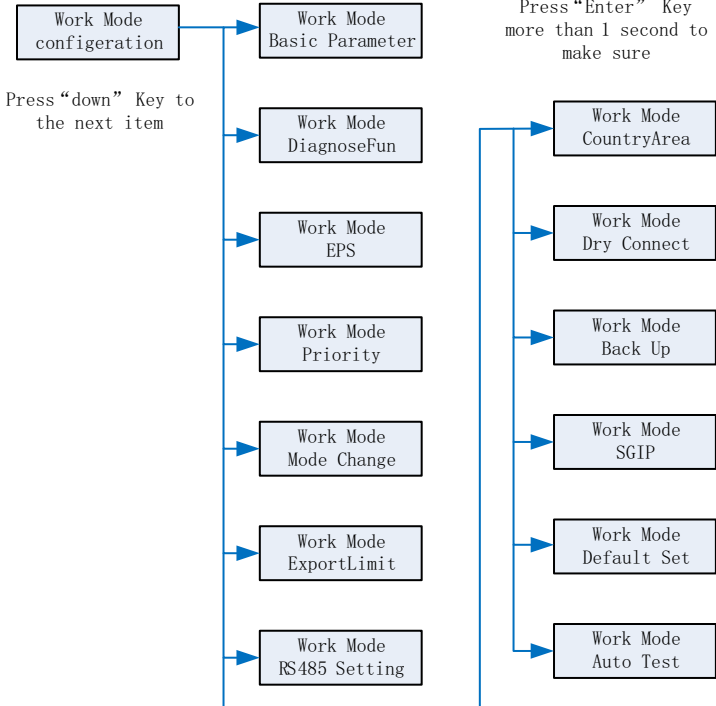 Work Mode
configeration
Press“down” Key to
the next item
Work Mode
Basic Parameter
Work Mode
DiagnoseFun
Work Mode
EPS
Work Mode
Priority
Work Mode
Mode Change
Work Mode
ExportLimit
Work Mode
RS485 Setting
Press“Enter” Key
more than 1 second to
make sure
Work Mode
CountryArea
Work Mode
Dry Connect
Work Mode
Back Up
Work Mode
SGIP
Work Mode
Default Set
Work Mode
Auto Test